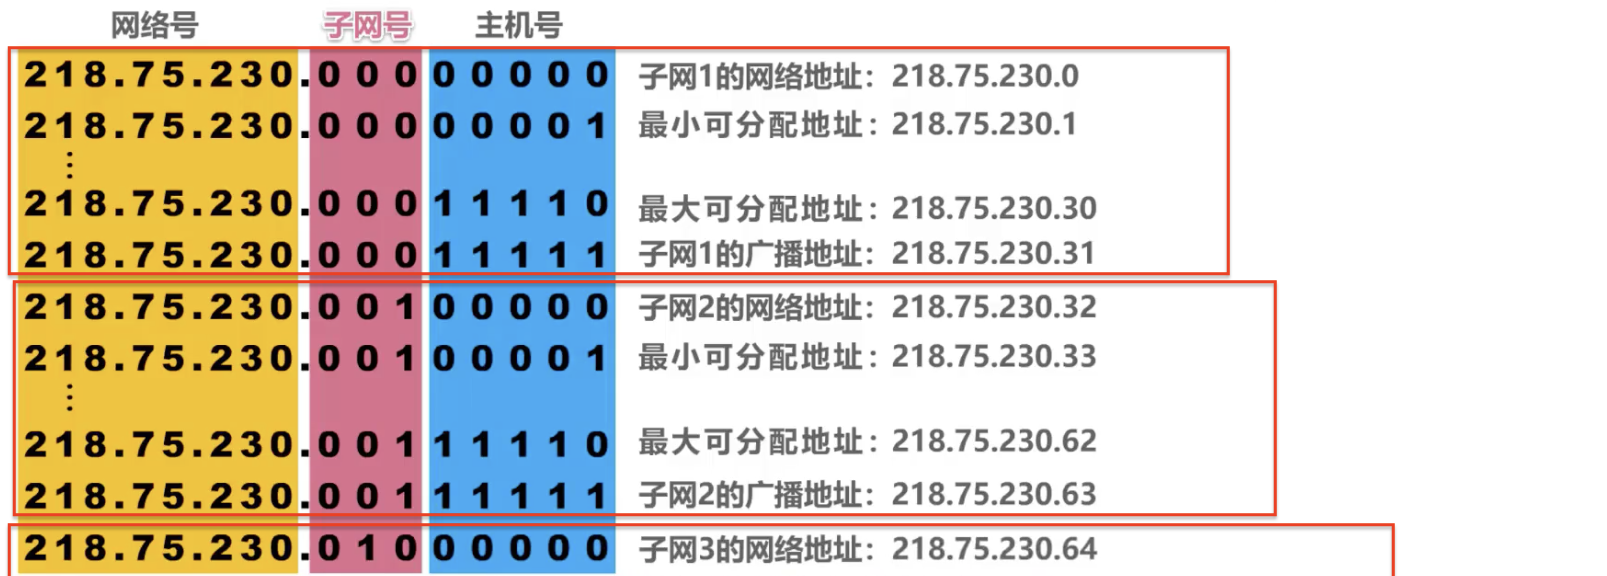 网络号 子网号 主机号
218.75.230.000 00000 子网1的网络地址：218.75.230.0
218.75.230.000 00001 最小可分配地址：218.75.230.1
⋮
218.75.230.000 11110 最大可分配地址：218.75.230.30
218.75.230.000 11111 子网1的广播地址：218.75.230.31
218.75.230.001 00000 子网2的网络地址：218.75.230.32
218.75.230.001 00001 最小可分配地址：218.75.230.33
⋮
218.75.230.001 11110 最大可分配地址：218.75.230.62
218.75.230.001 11111 子网2的广播地址：218.75.230.63
218.75.230.010 00000 子网3的网络地址：218.75.230.64